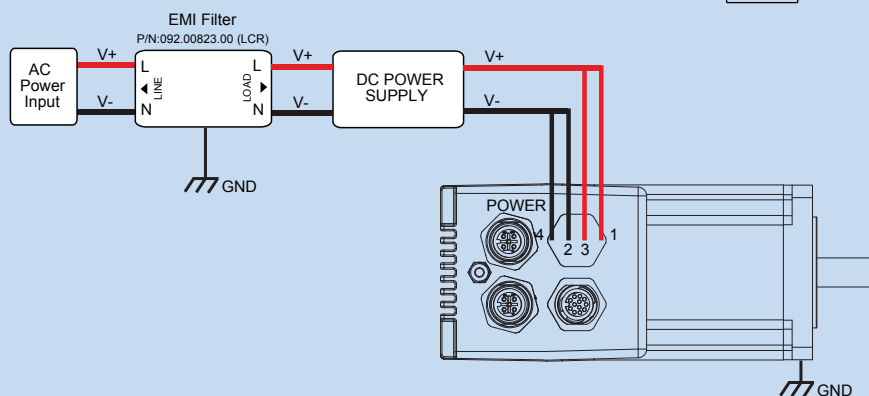 EMI Filter
P/N:092.00823.00 (LCR)
AC
Power
Input
V+
V-
L
N
LINE
LOAD
L
N
V+
V-
DC POWER
SUPPLY
V+
V-
GND
POWER
4 2 3 1
GND